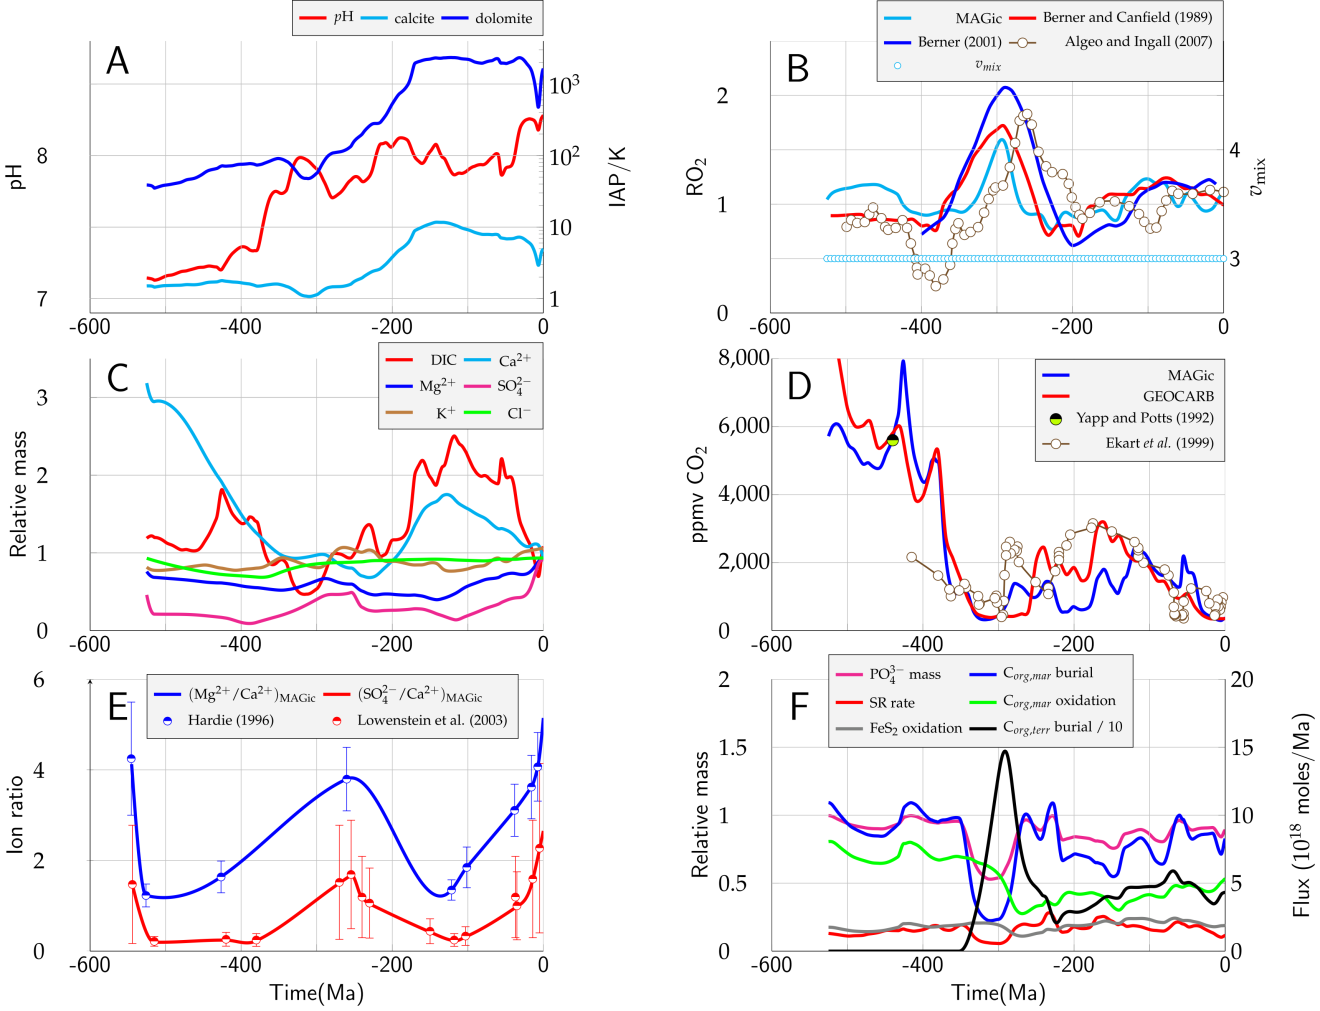 pH calcite dolomite
A
pH
IAP/K
8
7
10³
10²
10
1
-600 -400 -200 0
MAGic Berner and Canfield (1989)
Berner (2001) Algeo and Ingall (2007)
vmix
B
RO₂
vmix
2
1
0
4
3
-600 -400 -200 0
DIC Ca²⁺
Mg²⁺ SO₄²⁻
K⁺ Cl⁻
C
Relative mass
3
2
1
0
-600 -400 -200 0
MAGic
GEOCARB
Yapp and Potts (1992)
Ekart et al. (1999)
D
ppmv CO₂
8,000
6,000
4,000
2,000
0
-600 -400 -200 0
(Mg²⁺/Ca²⁺)MAGic (SO₄²⁻/Ca²⁺)MAGic
Hardie (1996) Lowenstein et al. (2003)
E
Ion ratio
6
4
2
0
-600 -400 -200 0
Time(Ma)
PO₄³⁻ mass Corg,mar burial
SR rate Corg,mar oxidation
FeS₂ oxidation Corg,terr burial / 10
F
Relative mass
Flux (10¹⁸ moles/Ma)
2
1.5
1
0.5
0
20
15
10
5
0
-600 -400 -200 0
Time(Ma)